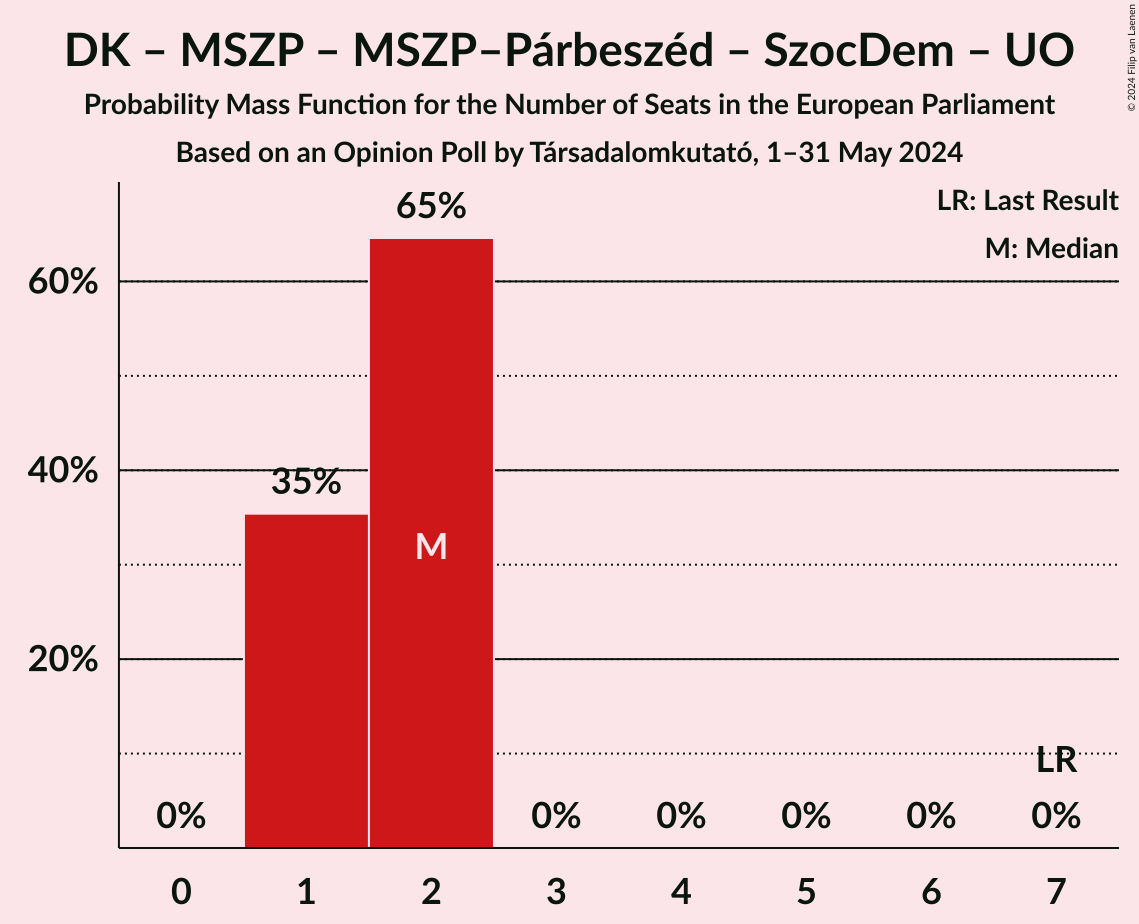 DK – MSZP – MSZP–Párbeszéd – SzocDem – UO
Probability Mass Function for the Number of Seats in the European Parliament
Based on an Opinion Poll by Társadalomkutató, 1–31 May 2024
© 2024 Filip van Laenen
LR: Last Result
M: Median
65%
60%
40%
35%
M
20%
LR
0%
0%
0%
0%
0%
0%
0 1 2 3 4 5 6 7